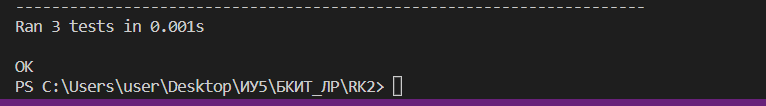 ----------------------------------------------------------------------
Ran 3 tests in 0.001s
OK
PS C:\Users\user\Desktop\ИУ5\БКИТ_ЛР\RK2>